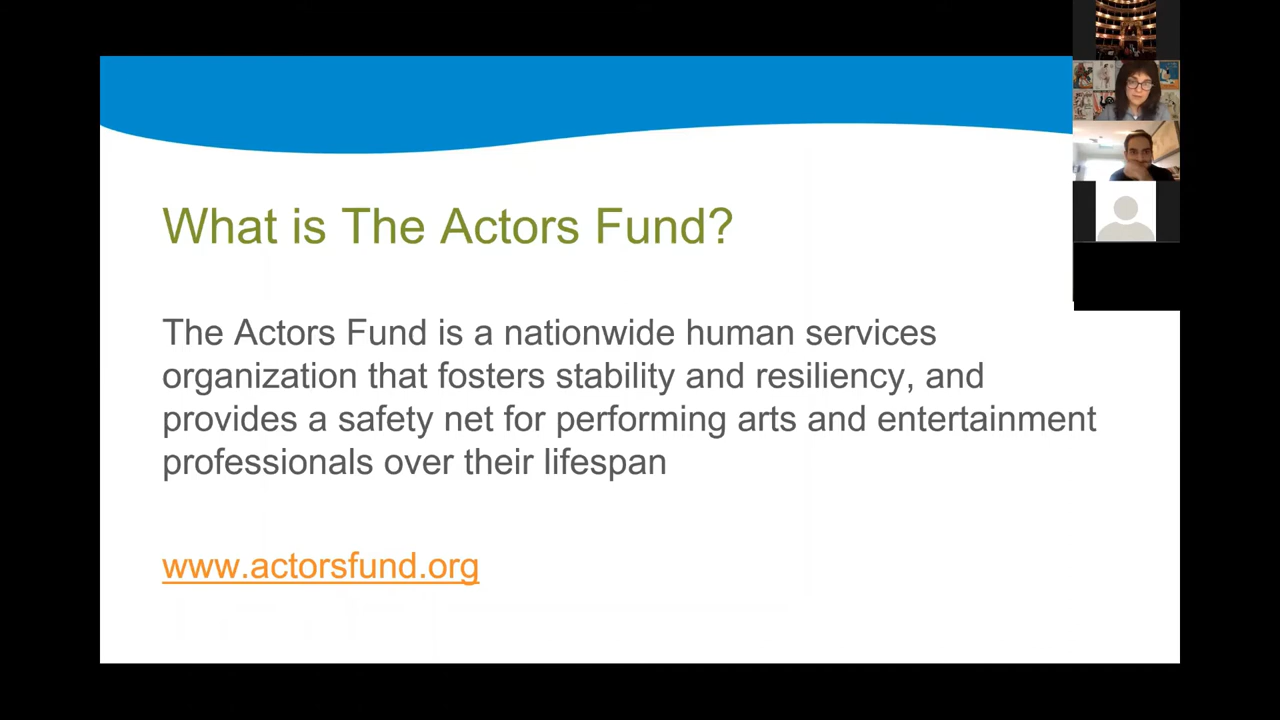 What is The Actors Fund?
The Actors Fund is a nationwide human services
organization that fosters stability and resiliency, and
provides a safety net for performing arts and entertainment
professionals over their lifespan
www.actorsfund.org